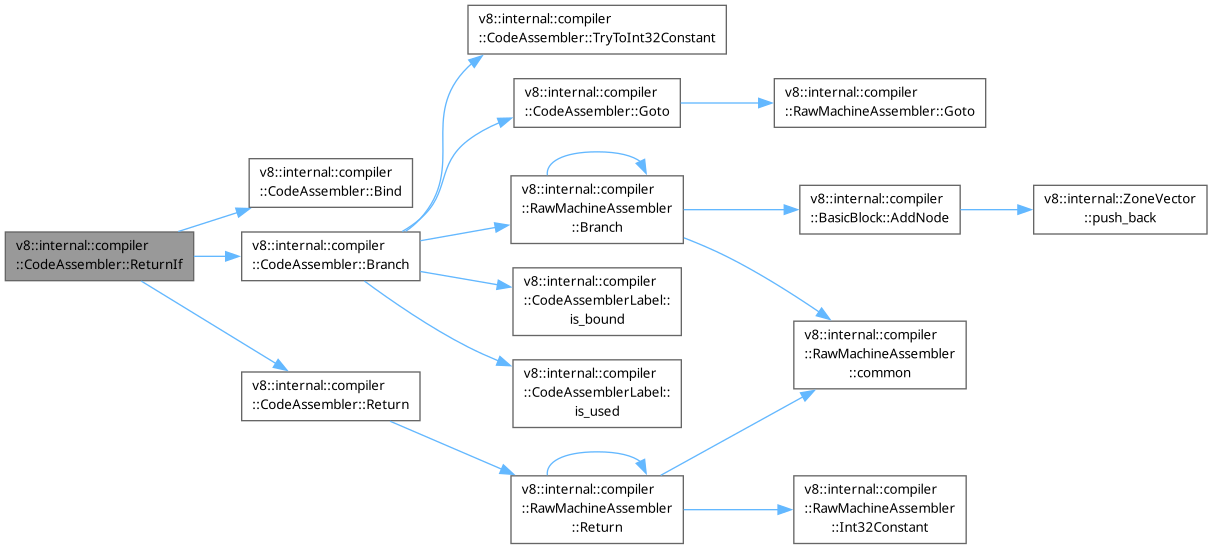 v8::internal::compiler
::CodeAssembler::ReturnIf
v8::internal::compiler
::CodeAssembler::Bind
v8::internal::compiler
::CodeAssembler::Branch
v8::internal::compiler
::CodeAssembler::Return
v8::internal::compiler
::CodeAssembler::TryToInt32Constant
v8::internal::compiler
::CodeAssembler::Goto
v8::internal::compiler
::RawMachineAssembler
::Branch
v8::internal::compiler
::CodeAssemblerLabel::
is_bound
v8::internal::compiler
::CodeAssemblerLabel::
is_used
v8::internal::compiler
::RawMachineAssembler
::Return
v8::internal::compiler
::RawMachineAssembler::Goto
v8::internal::compiler
::BasicBlock::AddNode
v8::internal::compiler
::RawMachineAssembler
::common
v8::internal::compiler
::RawMachineAssembler
::Int32Constant
v8::internal::ZoneVector
::push_back